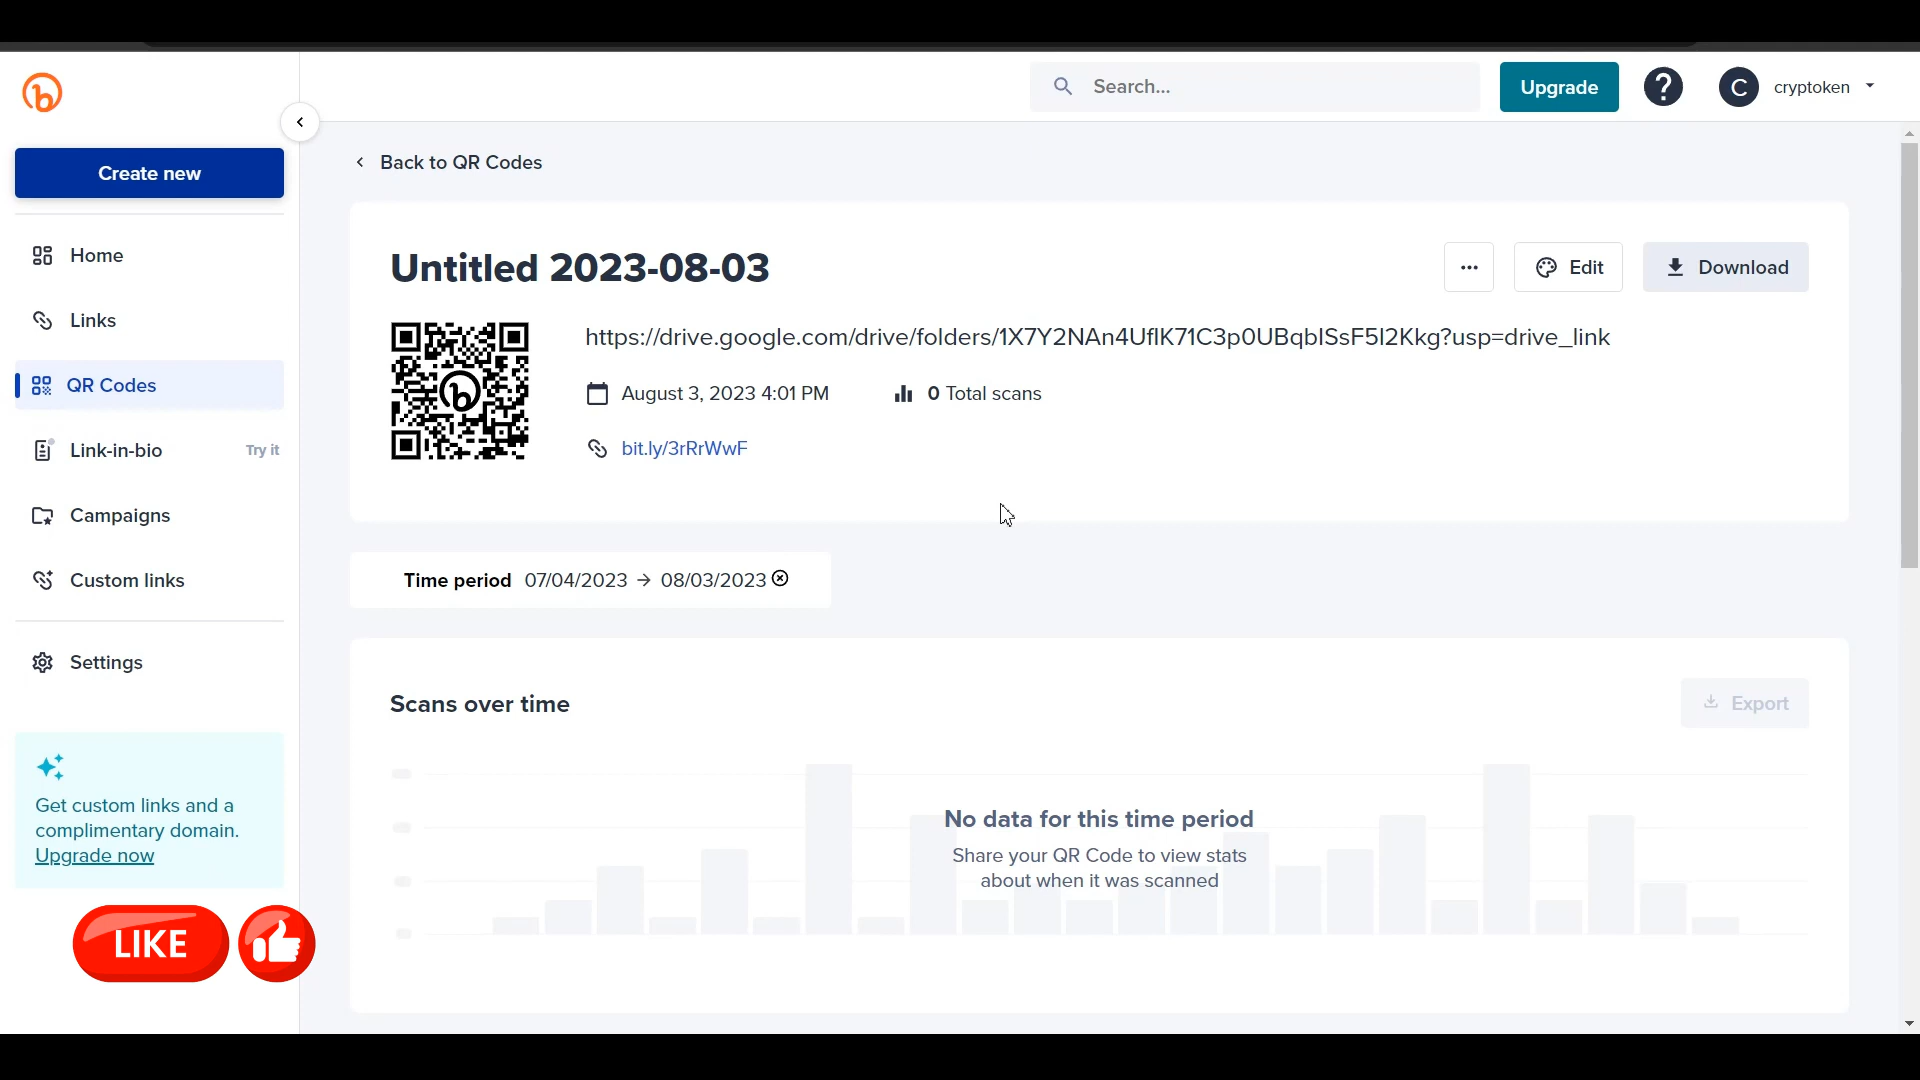 Search...
Upgrade
?
C
cryptoken
Create new
Back to QR Codes
Home
Links
QR Codes
Link-in-bio
Try it
Campaigns
Custom links
Settings
Get custom links and a
complimentary domain.
Upgrade now
LIKE
Untitled 2023-08-03
...
Edit
Download
https://drive.google.com/drive/folders/1X7Y2NAn4UflK71C3p0UBqblSsF5I2Kkg?usp=drive_link
August 3, 2023 4:01 PM
0 Total scans
bit.ly/3rRrWwF
Time period 07/04/2023 → 08/03/2023
Scans over time
Export
No data for this time period
Share your QR Code to view stats
about when it was scanned